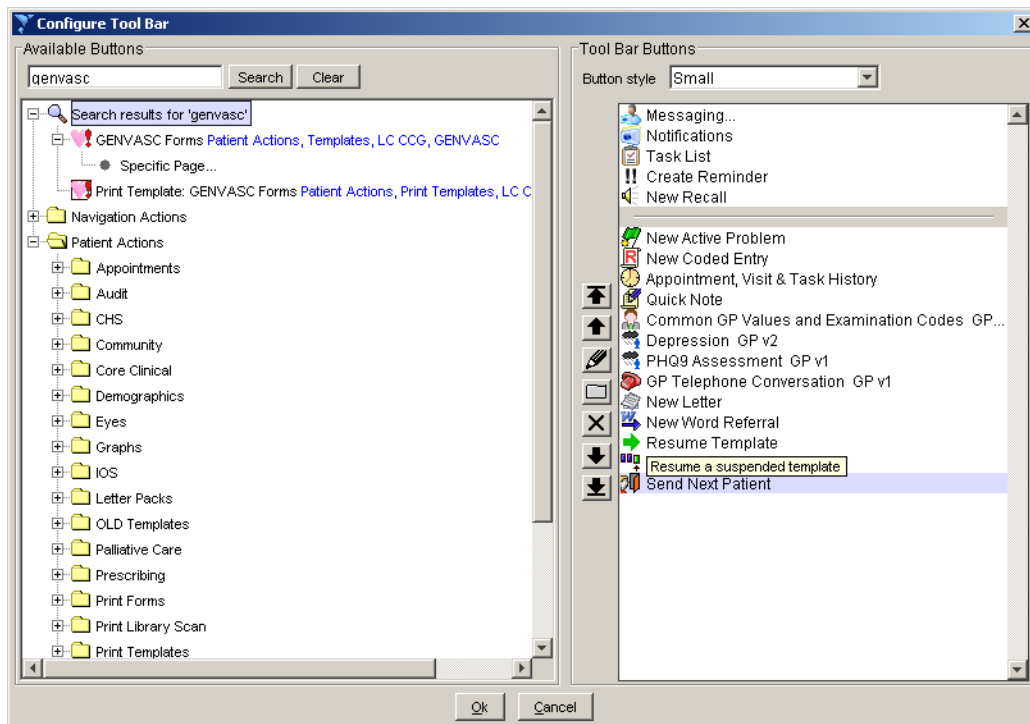 Configure Tool Bar
Available Buttons
genvasc
Search
Clear
Search results for 'genvasc'
GENVASC Forms Patient Actions, Templates, LC CCG, GENVASC
Specific Page...
Print Template: GENVASC Forms Patient Actions, Print Templates, LC C
Navigation Actions
Patient Actions
Appointments
Audit
CHS
Community
Core Clinical
Demographics
Eyes
Graphs
IOS
Letter Packs
OLD Templates
Palliative Care
Prescribing
Print Forms
Print Library Scan
Print Templates
Tool Bar Buttons
Button style
Small
Messaging...
Notifications
Task List
Create Reminder
New Recall
New Active Problem
New Coded Entry
Appointment, Visit & Task History
Quick Note
Common GP Values and Examination Codes GP...
Depression GP v2
PHQ9 Assessment GP v1
GP Telephone Conversation GP v1
New Letter
New Word Referral
Resume Template
Resume a suspended template
Send Next Patient
Ok
Cancel